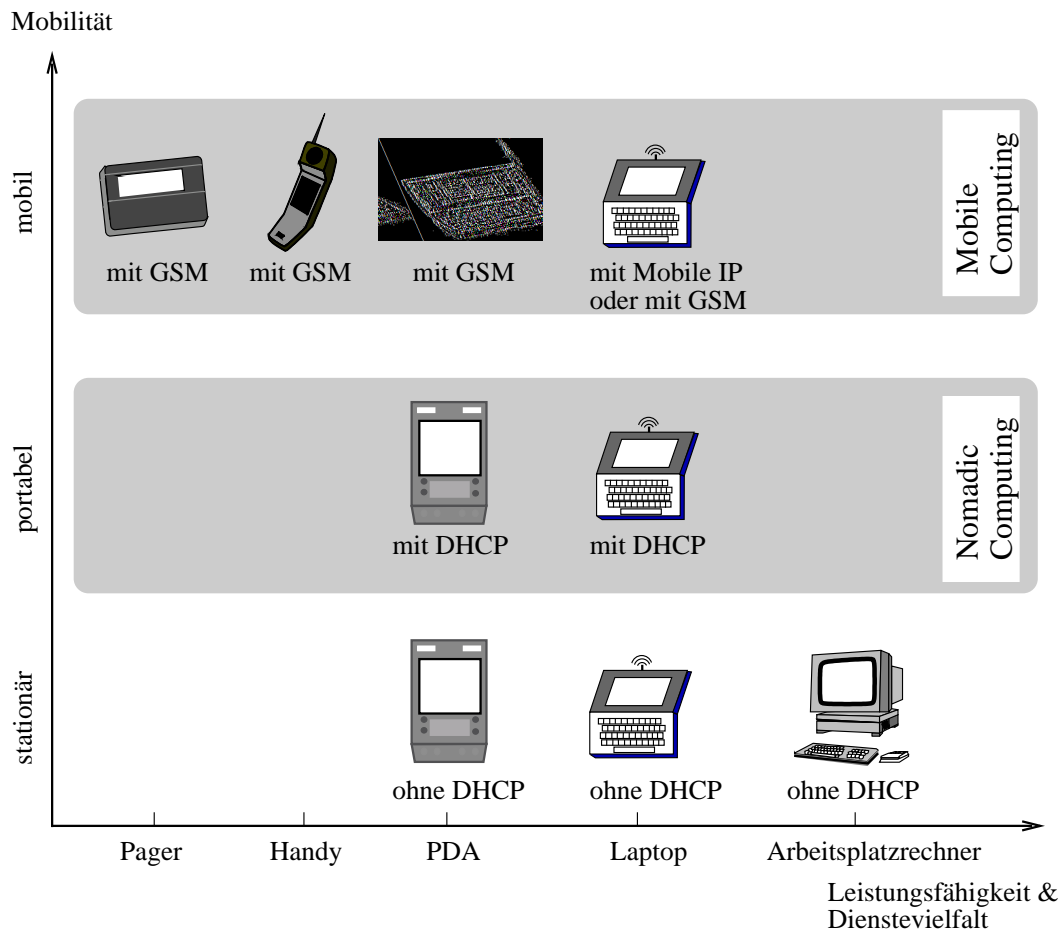 Mobilität
mobil
mit GSM
mit GSM
mit GSM
mit Mobile IP
oder mit GSM
Mobile
Computing
portabel
mit DHCP
mit DHCP
Nomadic
Computing
stationär
ohne DHCP
ohne DHCP
ohne DHCP
Pager
Handy
PDA
Laptop
Arbeitsplatzrechner
Leistungsfähigkeit &
Dienstevielfalt